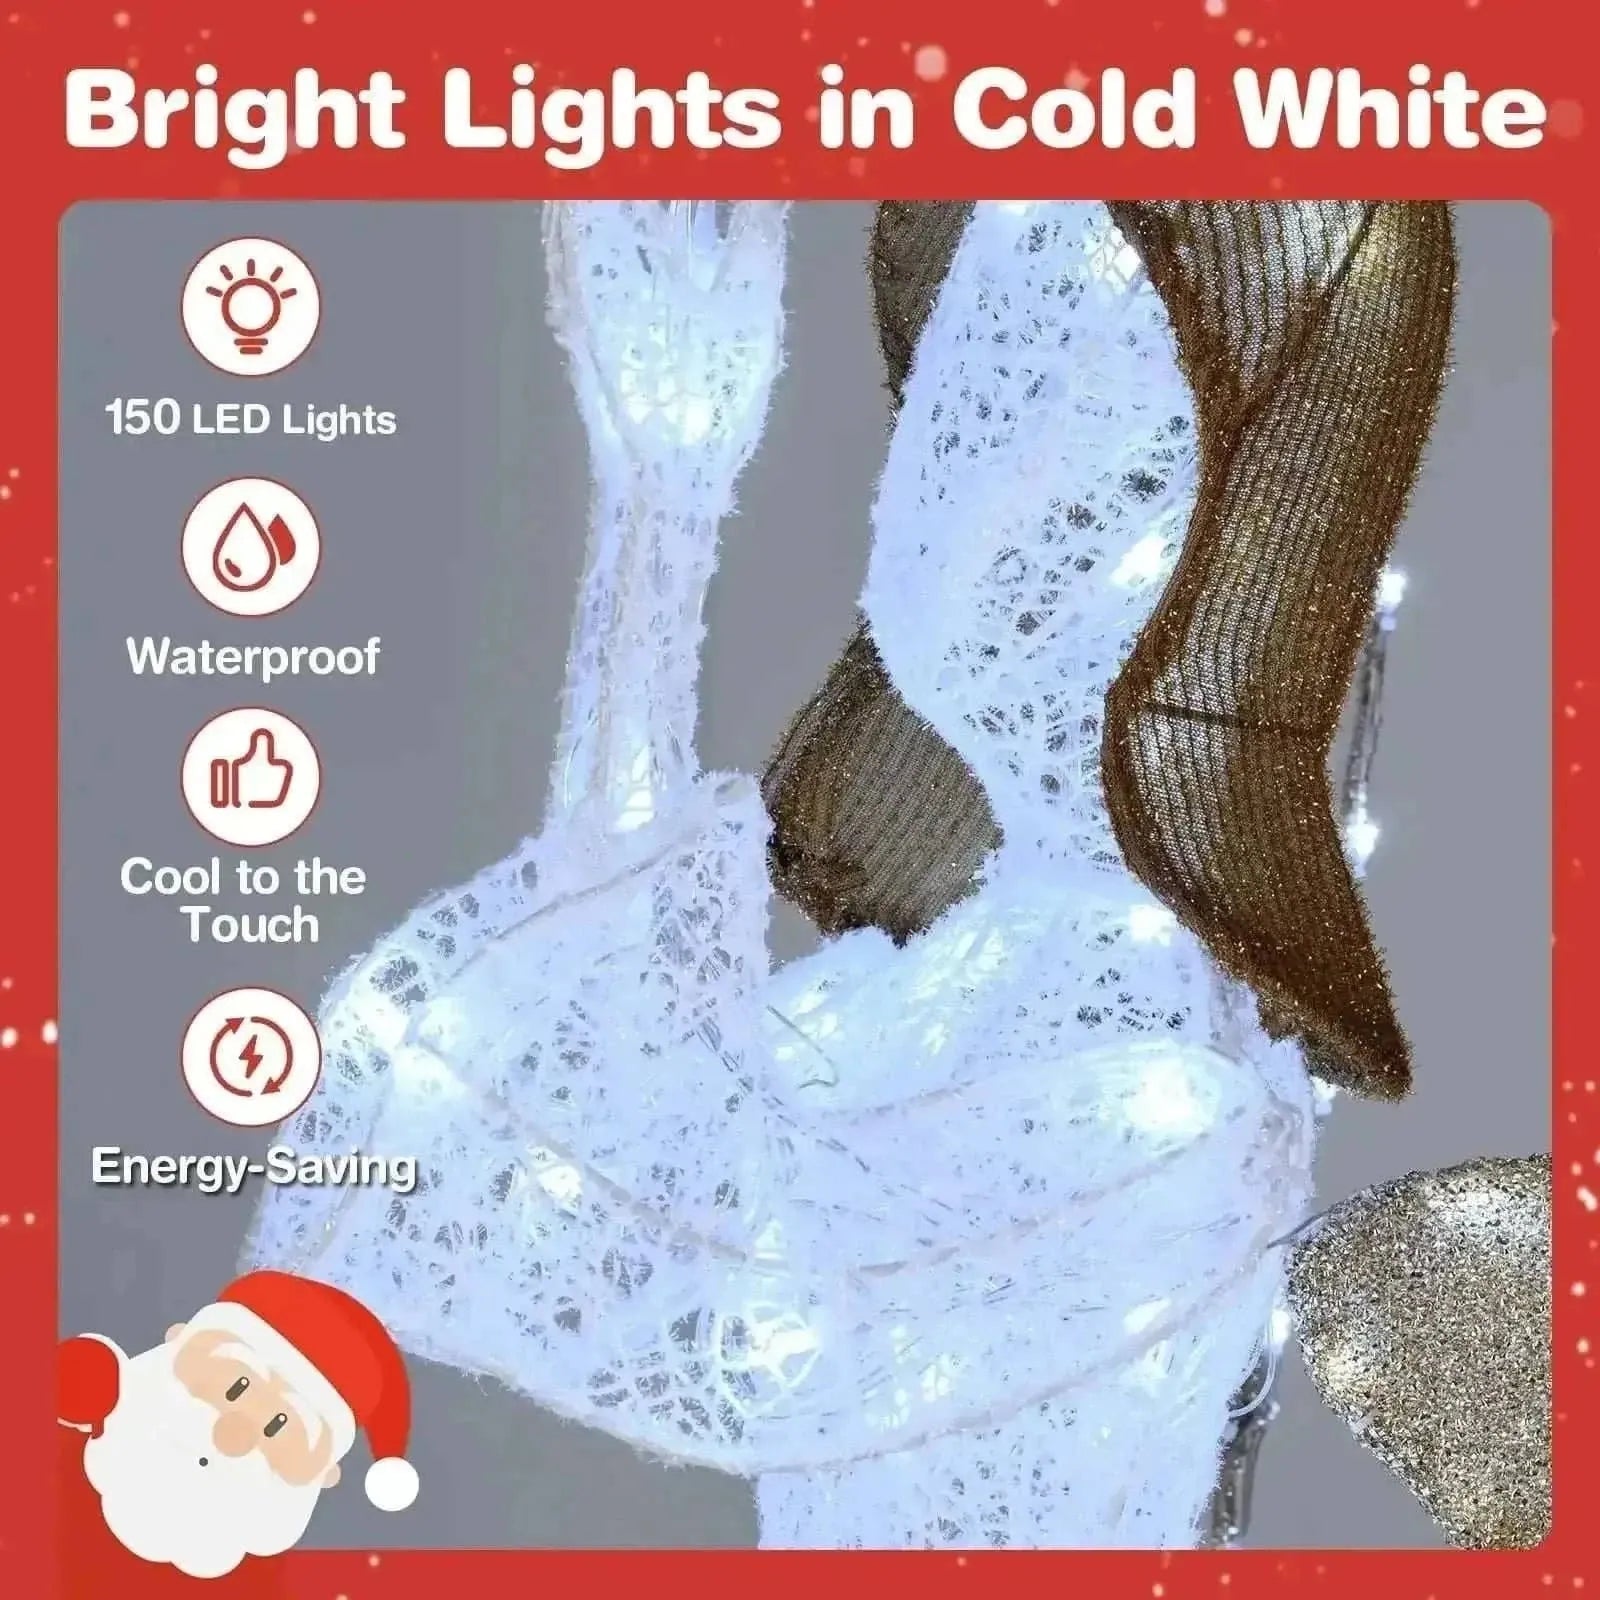 Bright Lights in Cold White
150 LED Lights
Waterproof
Cool to the
Touch
Energy-Saving